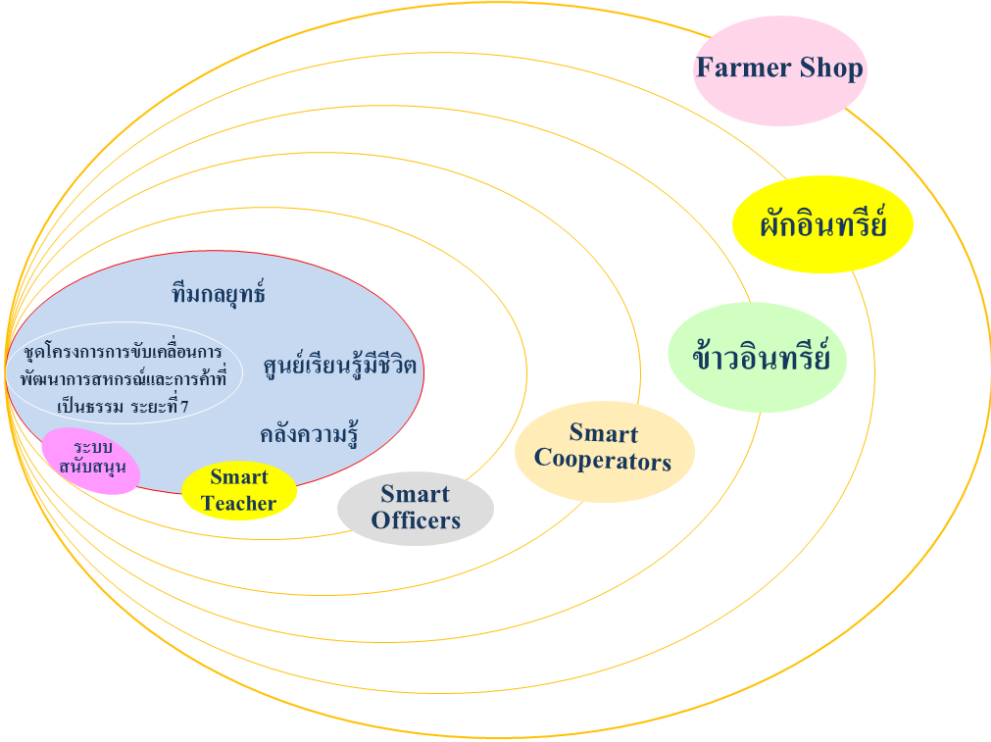 Farmer Shop
ผักอินทรีย์
ข้าวอินทรีย์
Smart
Cooperators
Smart
Officers
ทีมกลยุทธ์
ชุดโครงการการขับเคลื่อนการ
พัฒนาการสหกรณ์และการค้าที่
เป็นธรรม ระยะที่ 7
ศูนย์เรียนรู้มีชีวิต
คลังความรู้
ระบบ
สนับสนุน
Smart
Teacher